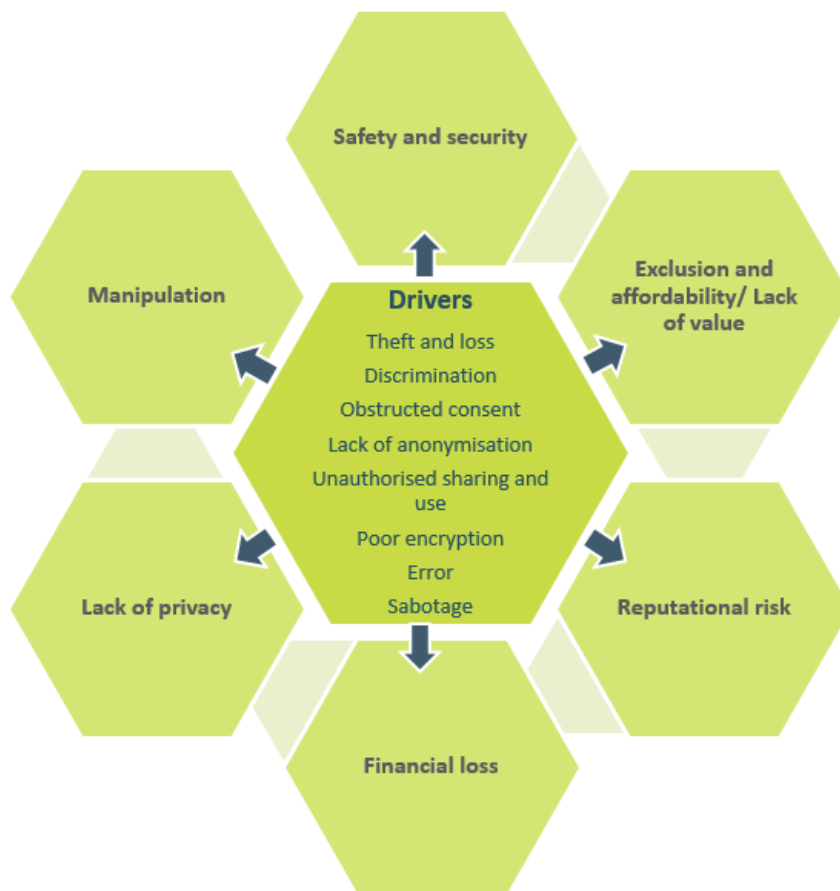 Safety and security
Manipulation
Exclusion and
affordability/ Lack
of value
Drivers
Theft and loss
Discrimination
Obstructed consent
Lack of anonymisation
Unauthorised sharing and
use
Poor encryption
Error
Sabotage
Lack of privacy
Reputational risk
Financial loss